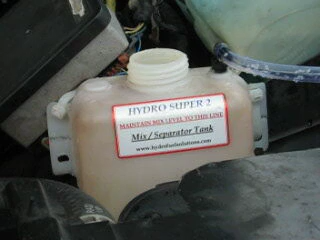 HYDRO SUPER 2
MAINTAIN MIX LEVEL TO THIS LINE
Mix / Separator Tank
www.hydrofuelsolutions.com